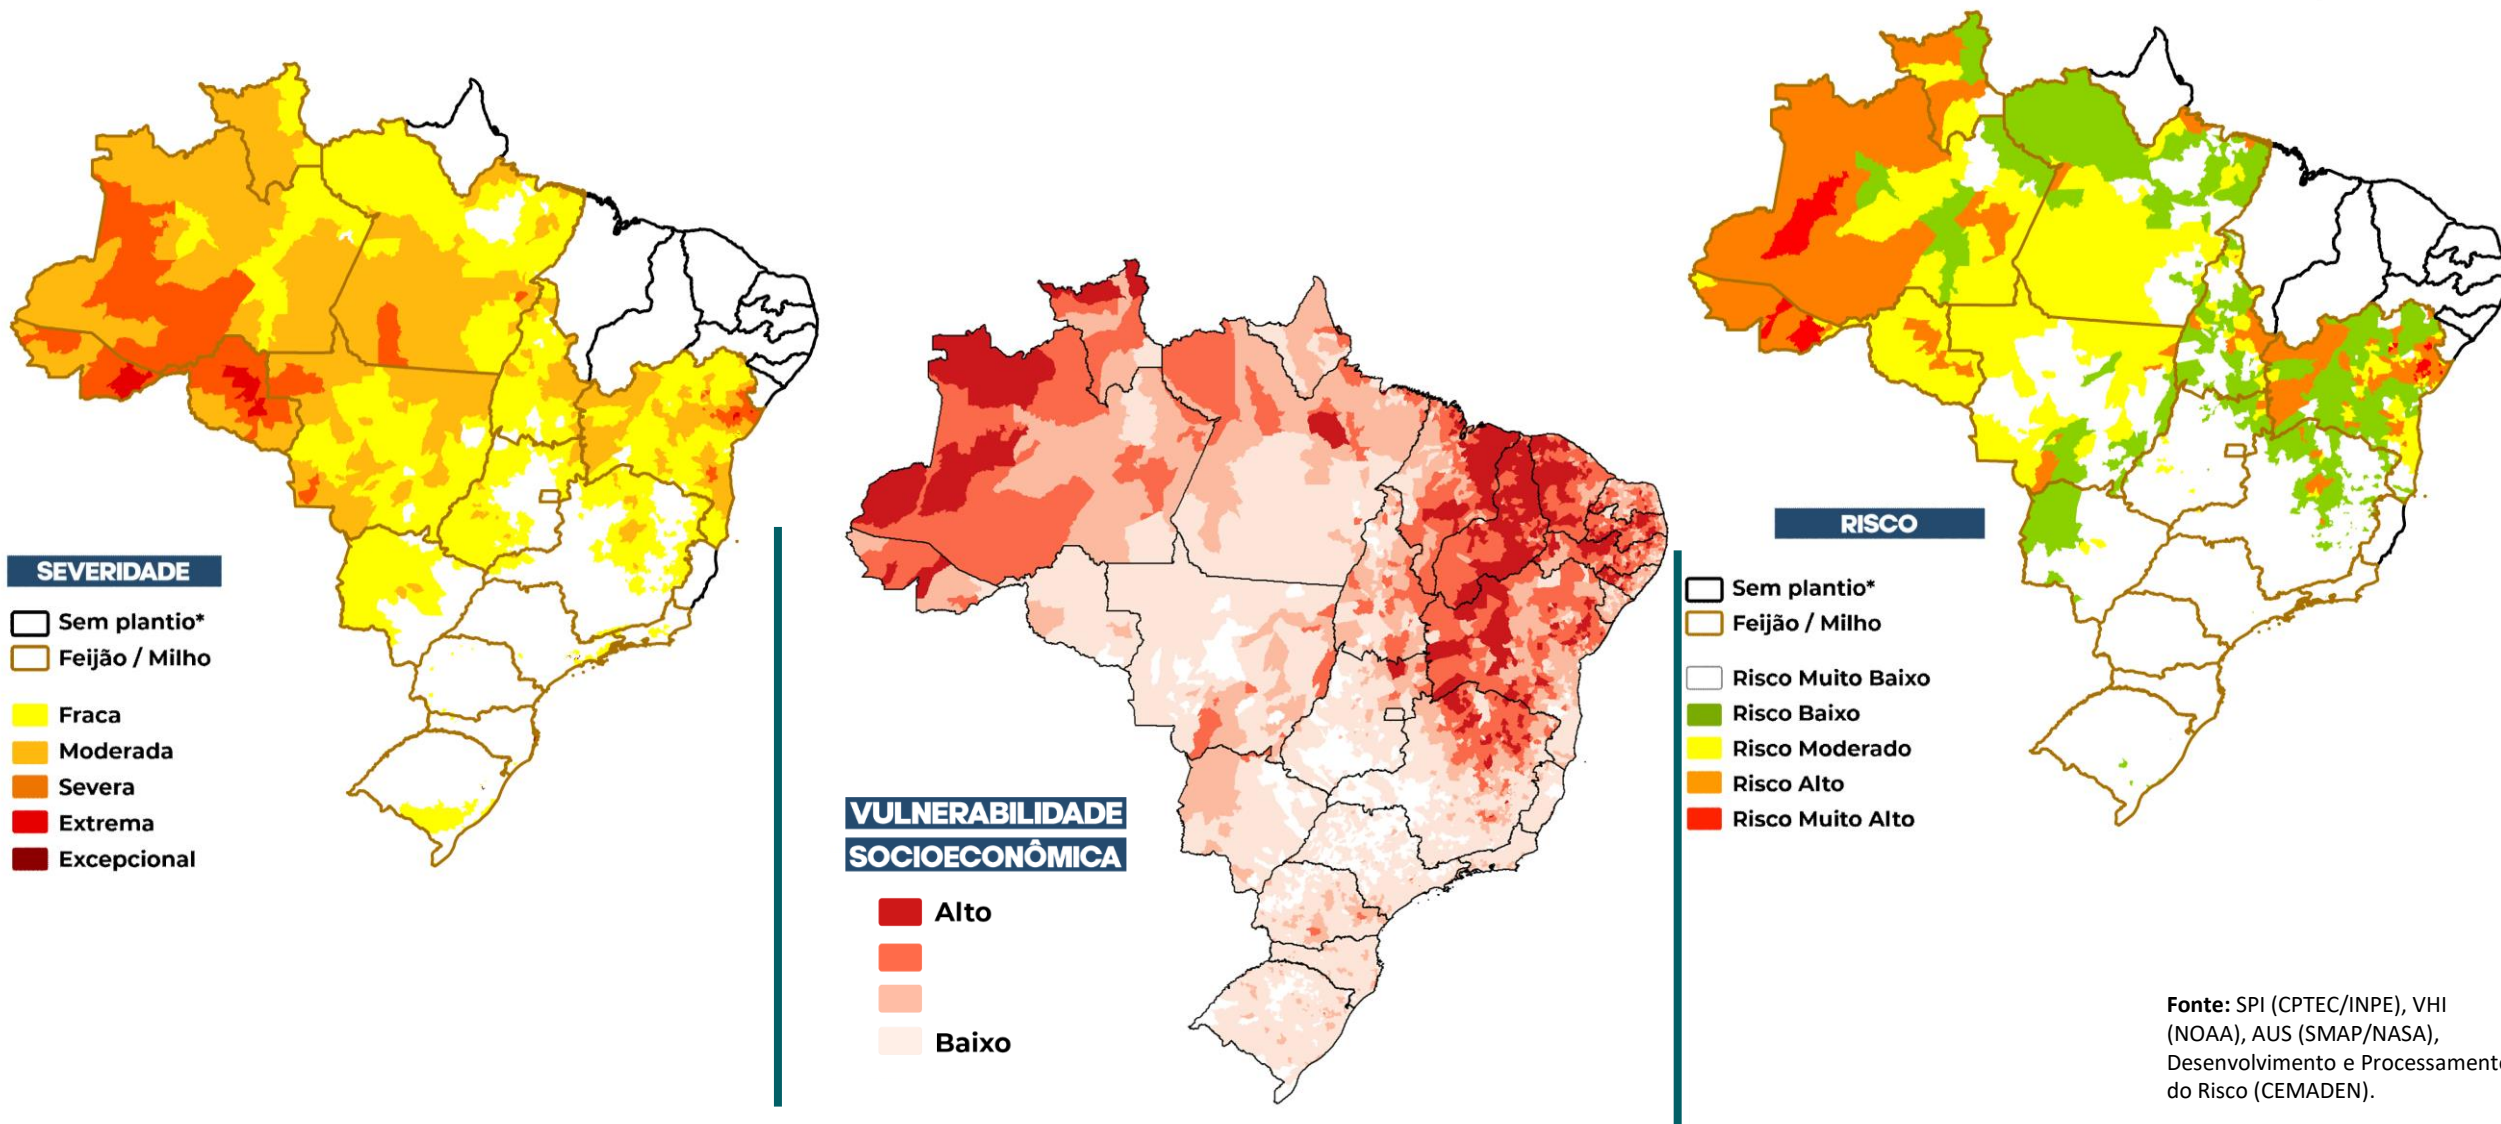 SEVERIDADE
Sem plantio*
Feijão / Milho
Fraca
Moderada
Severa
Extrema
Excepcional
VULNERABILIDADE
SOCIOECONÔMICA
Alto
Baixo
RISCO
Sem plantio*
Feijão / Milho
Risco Muito Baixo
Risco Baixo
Risco Moderado
Risco Alto
Risco Muito Alto
Fonte: SPI (CPTEC/INPE), VHI
(NOAA), AUS (SMAP/NASA),
Desenvolvimento e Processamento
do Risco (CEMADEN).